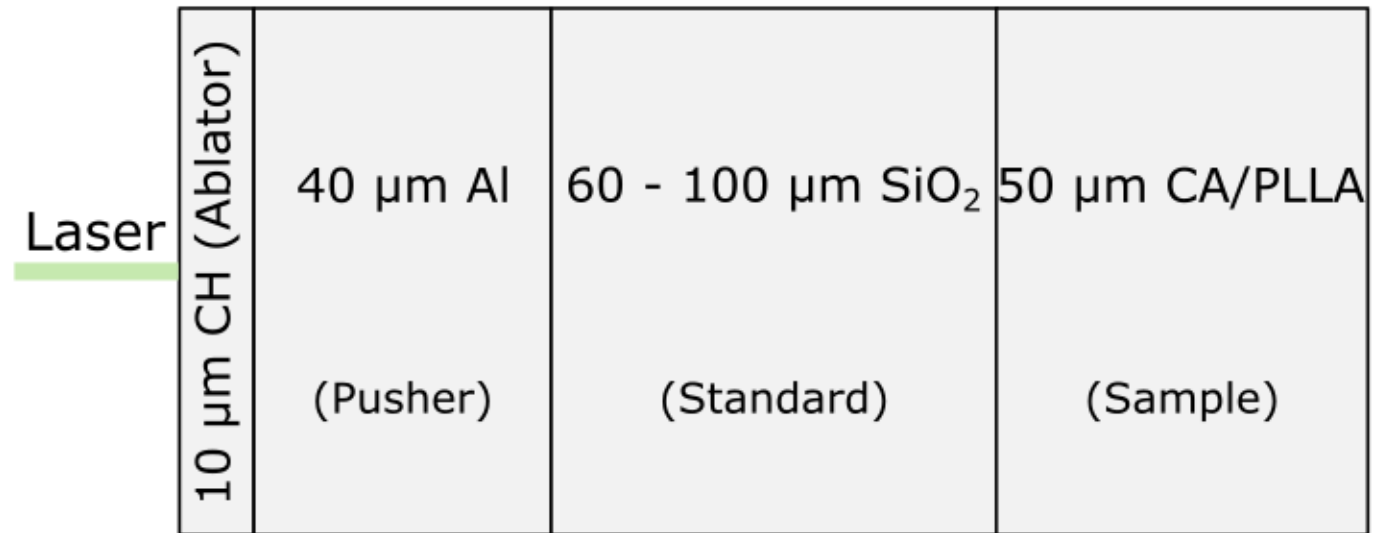 Laser
10 µm CH (Ablator)
40 µm Al
(Pusher)
60 - 100 µm SiO₂
(Standard)
50 µm CA/PLLA
(Sample)